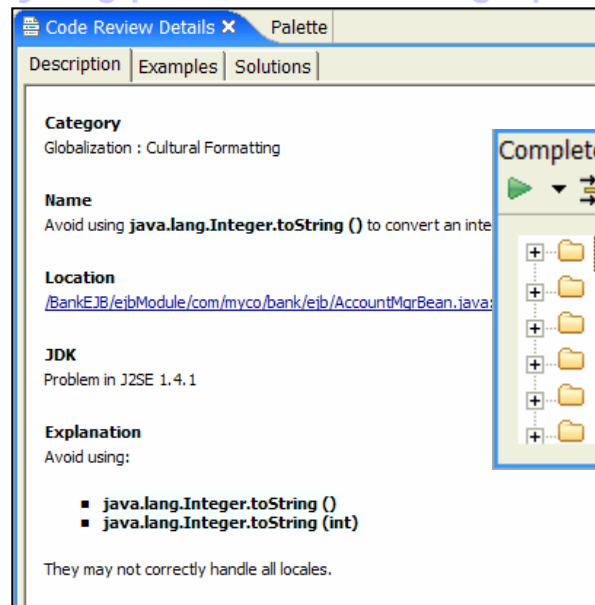 Code Review Details
Palette
Description
Examples
Solutions
Category
Globalization : Cultural Formatting
Name
Avoid using java.lang.Integer.toString () to convert an inte
Location
/BankEJB/ejbModule/com/myco/bank/ejb/AccountMgrBean.java:
JDK
Problem in J2SE 1.4.1
Explanation
Avoid using:
java.lang.Integer.toString ()
java.lang.Integer.toString (int)
They may not correctly handle all locales.
Complete